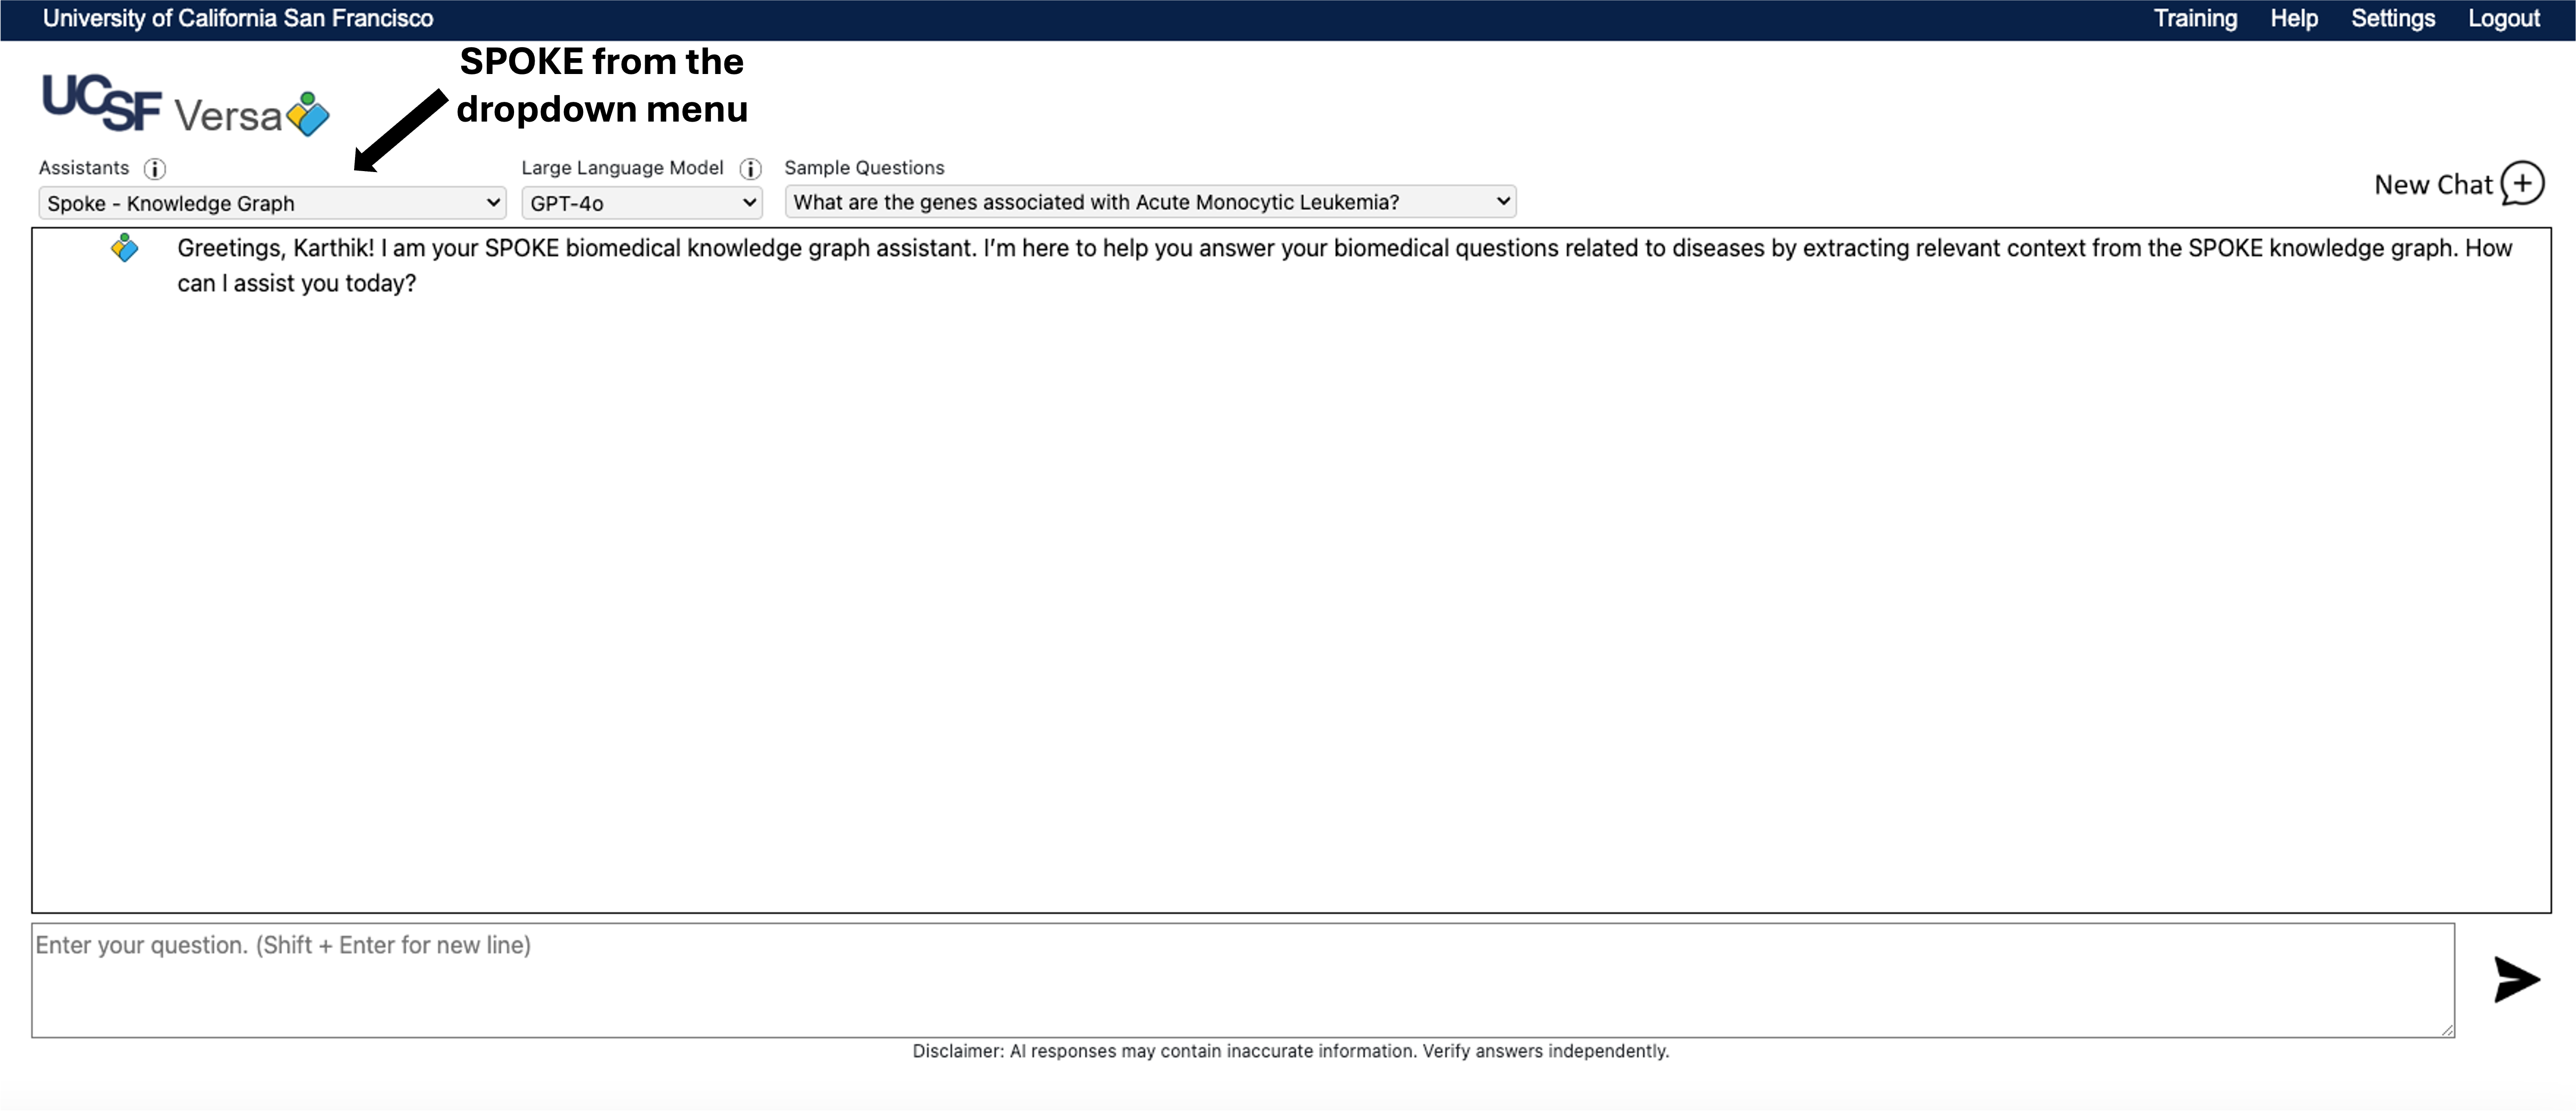 University of California San Francisco
Training Help Settings Logout
SPOKE from the
dropdown menu
UCSF Versa
Assistants
Large Language Model
Sample Questions
Spoke - Knowledge Graph
GPT-4o
What are the genes associated with Acute Monocytic Leukemia?
New Chat
Greetings, Karthik! I am your SPOKE biomedical knowledge graph assistant. I’m here to help you answer your biomedical questions related to diseases by extracting relevant context from the SPOKE knowledge graph. How
can I assist you today?
Enter your question. (Shift + Enter for new line)
Disclaimer: AI responses may contain inaccurate information. Verify answers independently.